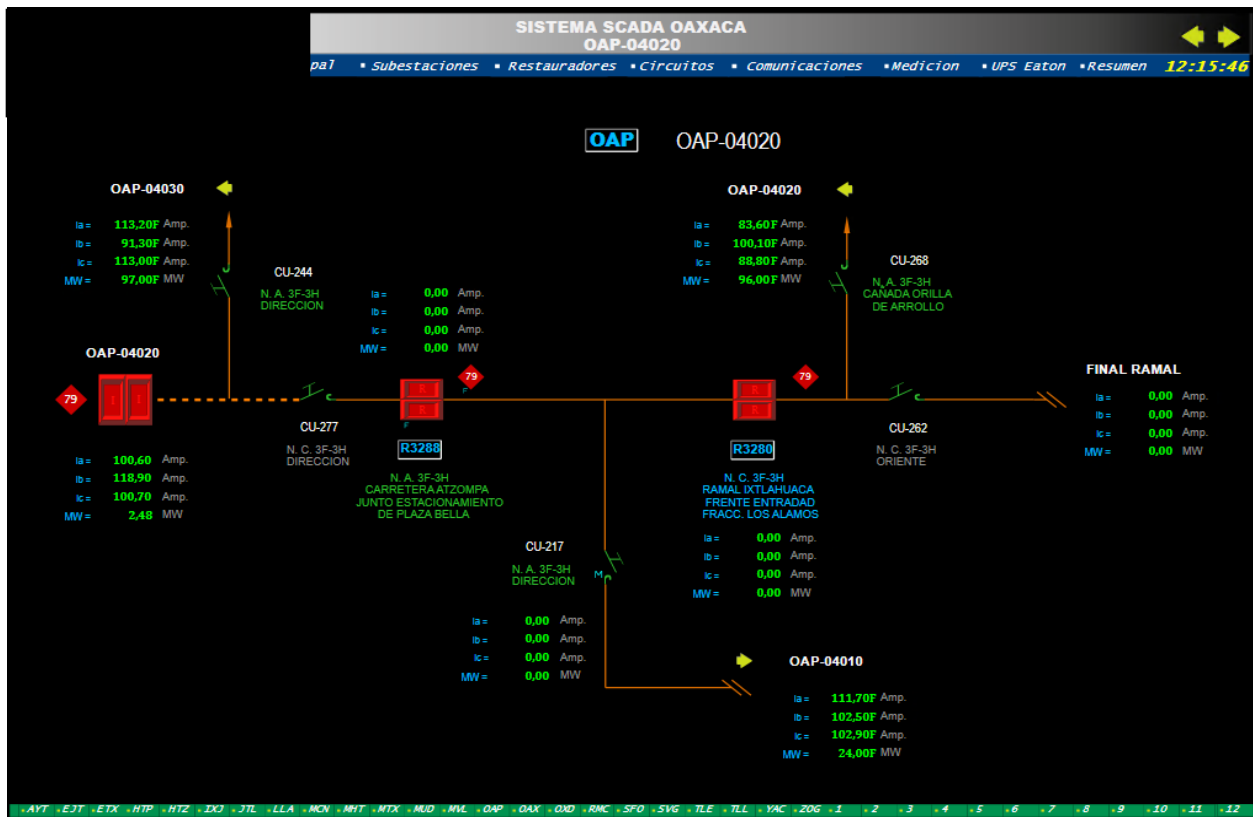 SISTEMA SCADA OAXACA
OAP-04020
pal ▪ Subestaciones ▪ Restauradores ▪ Circuitos ▪ Comunicaciones ▪ Medicion ▪ UPS Eaton ▪ Resumen 12:15:46
OAP OAP-04020
OAP-04030
Ia = 113,20F Amp.
Ib = 91,30F Amp.
Ic = 113,00F Amp.
MW = 97,00F MW
CU-244
N. A. 3F-3H
DIRECCION
OAP-04020
Ia = 83,60F Amp.
Ib = 100,10F Amp.
Ic = 88,80F Amp.
MW = 96,00F MW
CU-268
N. A. 3F-3H
CAÑADA ORILLA
DE ARROLLO
Ia = 0,00 Amp.
Ib = 0,00 Amp.
Ic = 0,00 Amp.
MW = 0,00 MW
OAP-04020
79
I I
Ia = 100,60 Amp.
Ib = 118,90 Amp.
Ic = 100,70 Amp.
MW = 2,48 MW
CU-277
N. C. 3F-3H
DIRECCION
79
F
R
R
F
R3288
N. A. 3F-3H
CARRETERA ATZOMPA
JUNTO ESTACIONAMIENTO
DE PLAZA BELLA
79
R
R
R3280
N. C. 3F-3H
RAMAL IXTLAHUACA
FRENTE ENTRADAD
FRACC. LOS ALAMOS
Ia = 0,00 Amp.
Ib = 0,00 Amp.
Ic = 0,00 Amp.
MW = 0,00 MW
CU-262
N. C. 3F-3H
ORIENTE
FINAL RAMAL
Ia = 0,00 Amp.
Ib = 0,00 Amp.
Ic = 0,00 Amp.
MW = 0,00 MW
CU-217
N. A. 3F-3H
DIRECCION
M
Ia = 0,00 Amp.
Ib = 0,00 Amp.
Ic = 0,00 Amp.
MW = 0,00 MW
OAP-04010
Ia = 111,70F Amp.
Ib = 102,50F Amp.
Ic = 102,90F Amp.
MW = 24,00F MW
▪AYT ▪EJT ▪ETX ▪HTP ▪HTZ ▪IXJ ▪JTL ▪LLA ▪MCN ▪MHT ▪MTX ▪MUD ▪MVL ▪OAP ▪OAX ▪OXD ▪RMC ▪SFO ▪SVG ▪TLE ▪TLL ▪YAC ▪ZOG ▪1 ▪2 ▪3 ▪4 ▪5 ▪6 ▪7 ▪8 ▪9 ▪10 ▪11 ▪12